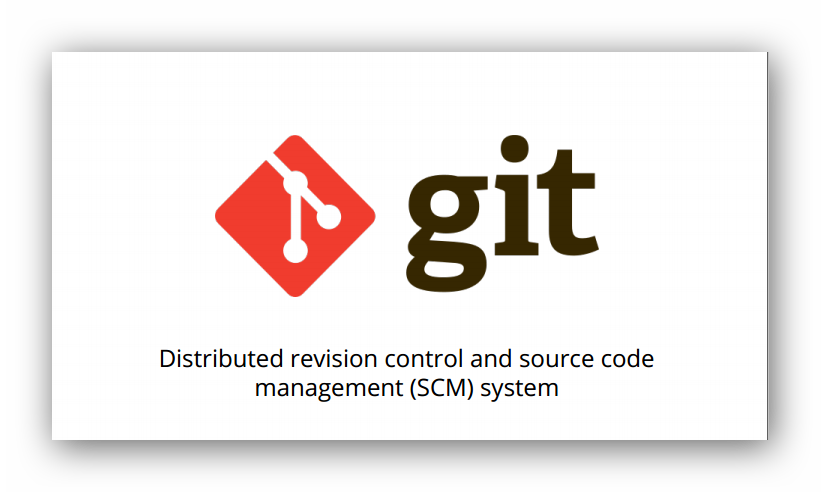 git
Distributed revision control and source code
management (SCM) system